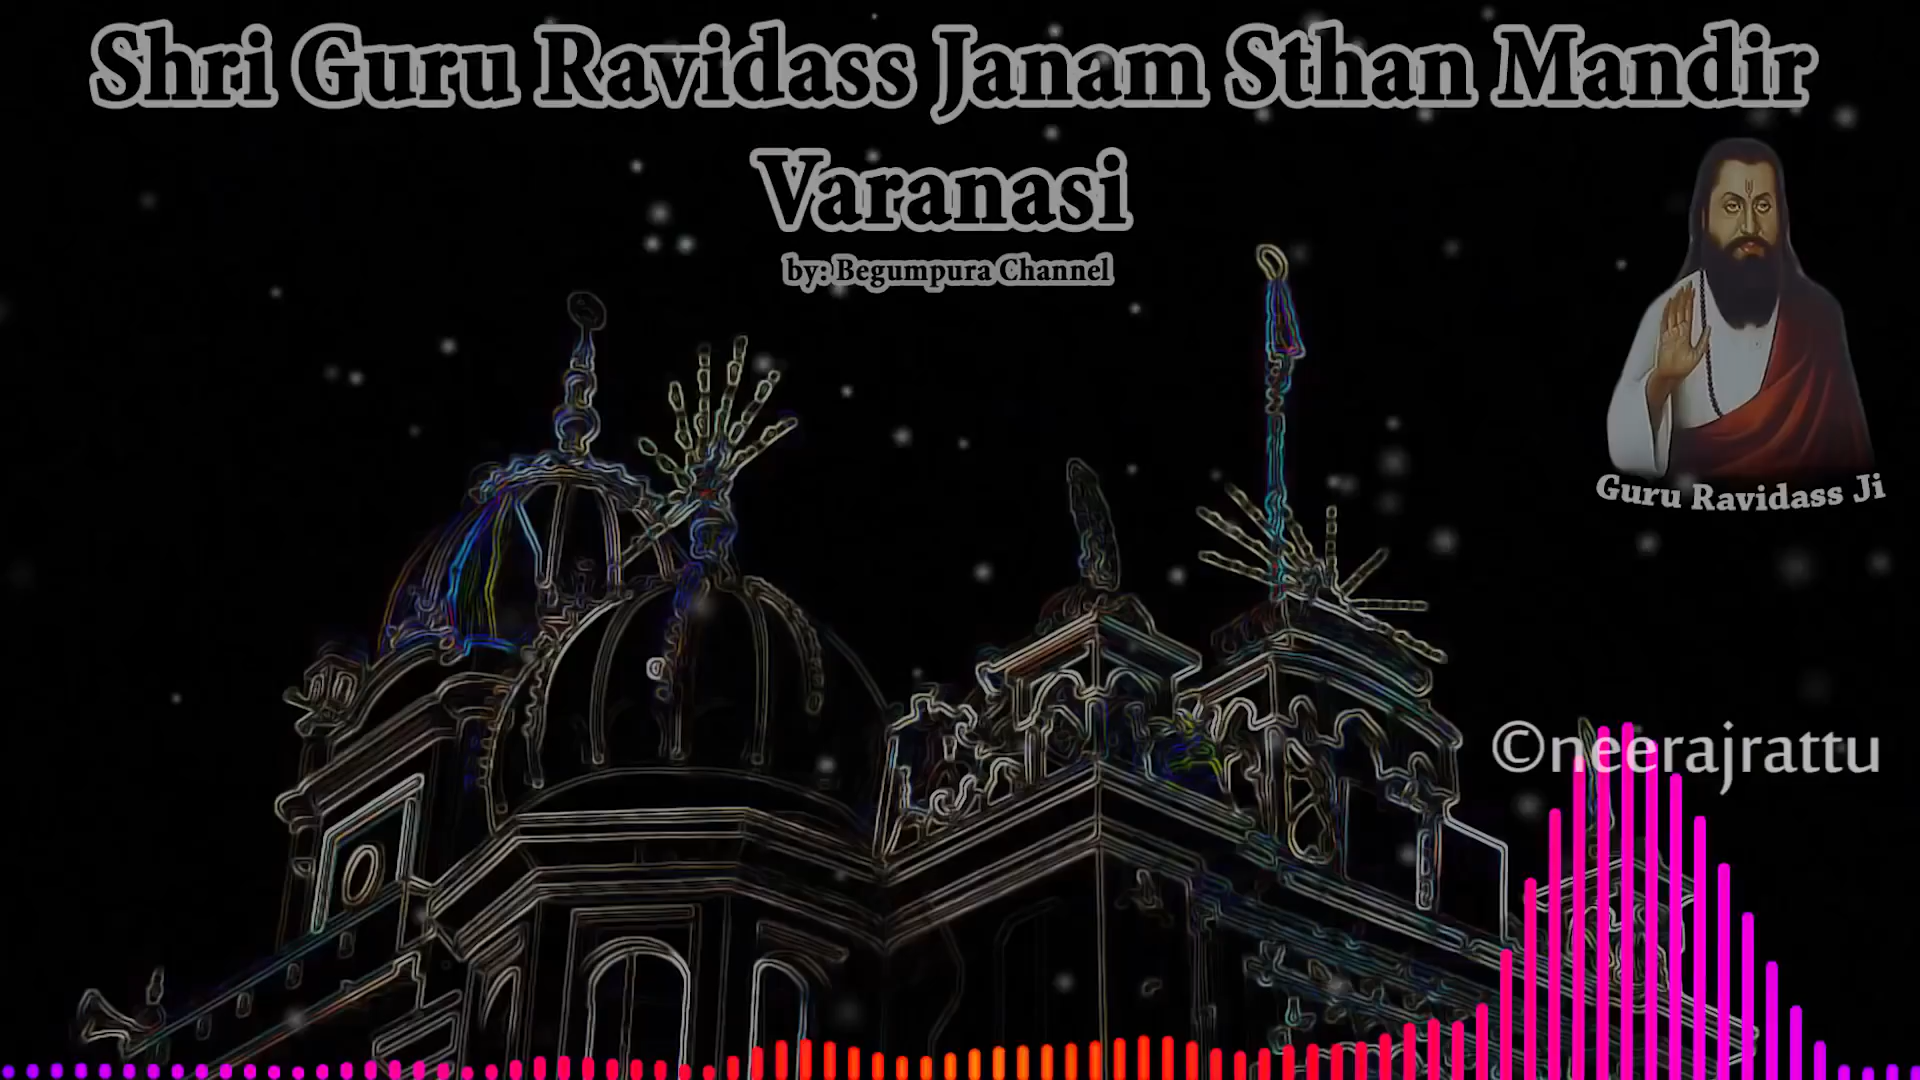 Shri Guru Ravidass Janam Sthan Mandir
Varanasi
by: Begumpura Channel
Guru Ravidass Ji
©neerajrattu